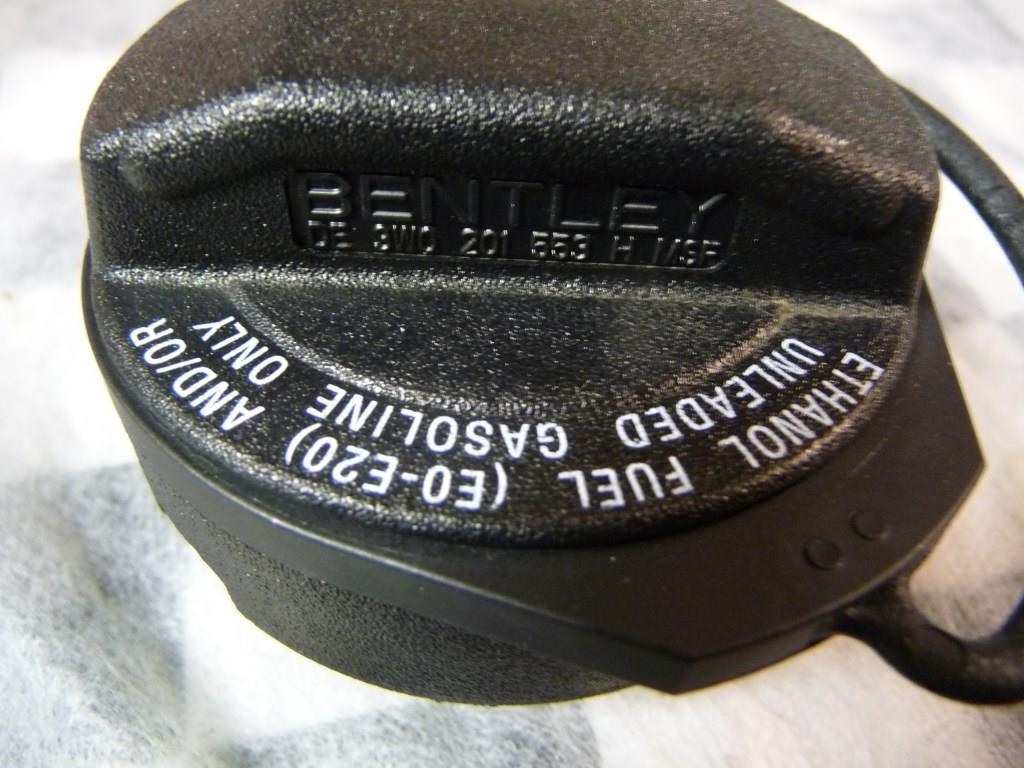 BENTLEY
DE 3W0 201 553 H MSF
ETHANOL FUEL (E0-E20) AND/OR
UNLEADED GASOLINE ONLY